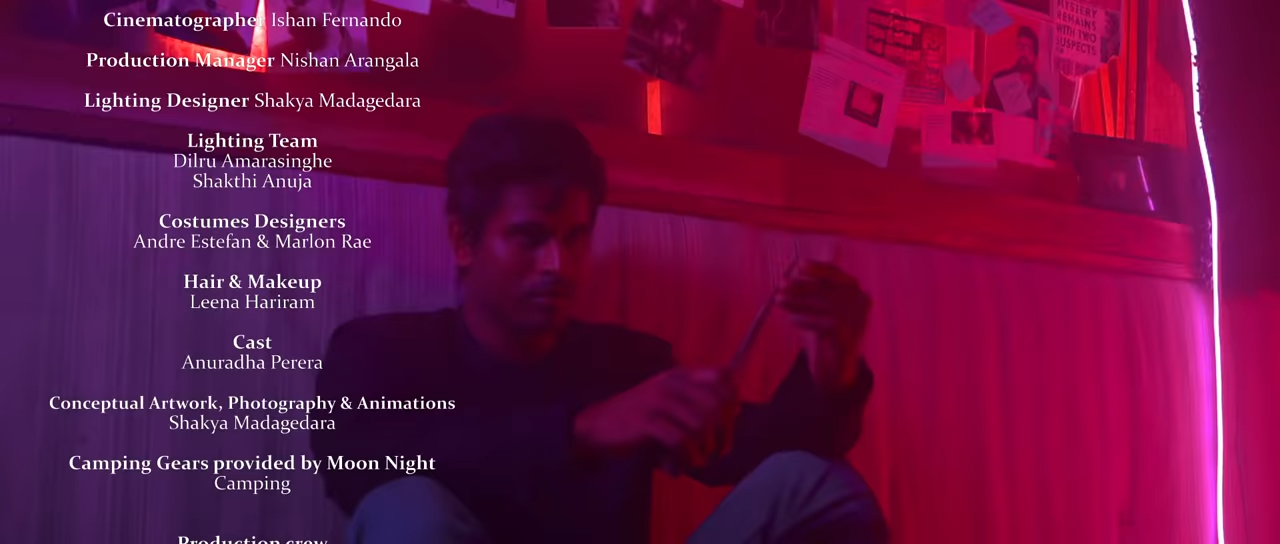 Cinematographer Ishan Fernando
Production Manager Nishan Arangala
Lighting Designer Shakya Madagedara
Lighting Team
Dilru Amarasinghe
Shakthi Anuja
Costumes Designers
Andre Estefan & Marlon Rae
Hair & Makeup
Leena Hariram
Cast
Anuradha Perera
Conceptual Artwork, Photography & Animations
Shakya Madagedara
Camping Gears provided by Moon Night
Camping
Production crew
MYSTERY
REMAINS
WITH TWO
SUSPECTS